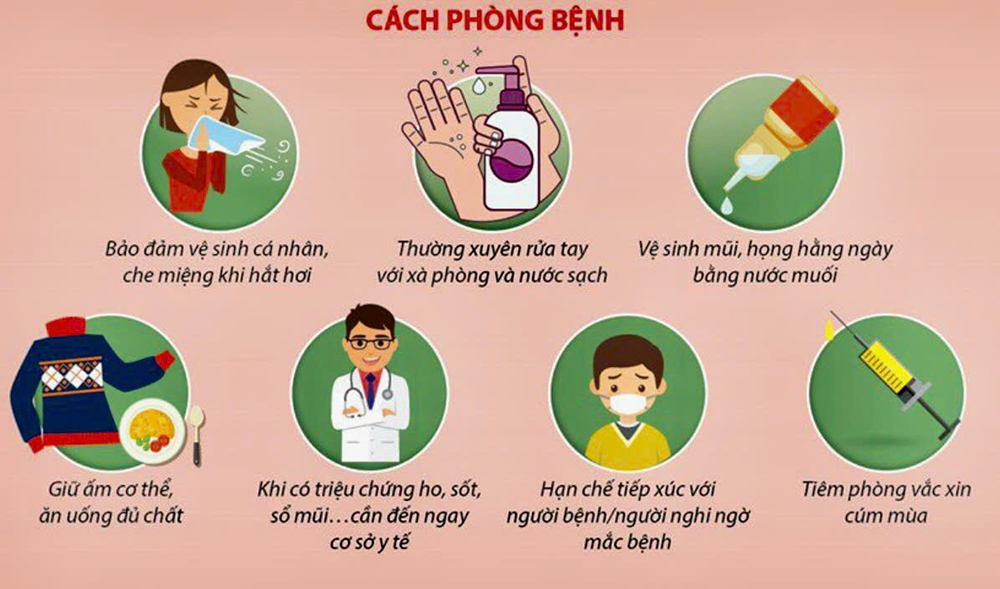 CÁCH PHÒNG BỆNH
Bảo đảm vệ sinh cá nhân,
che miệng khi hắt hơi
Thường xuyên rửa tay
với xà phòng và nước sạch
Vệ sinh mũi, họng hằng ngày
bằng nước muối
Giữ ấm cơ thể,
ăn uống đủ chất
Khi có triệu chứng ho, sốt,
sổ mũi...cần đến ngay
cơ sở y tế
Hạn chế tiếp xúc với
người bệnh/người nghi ngờ
mắc bệnh
Tiêm phòng vắc xin
cúm mùa